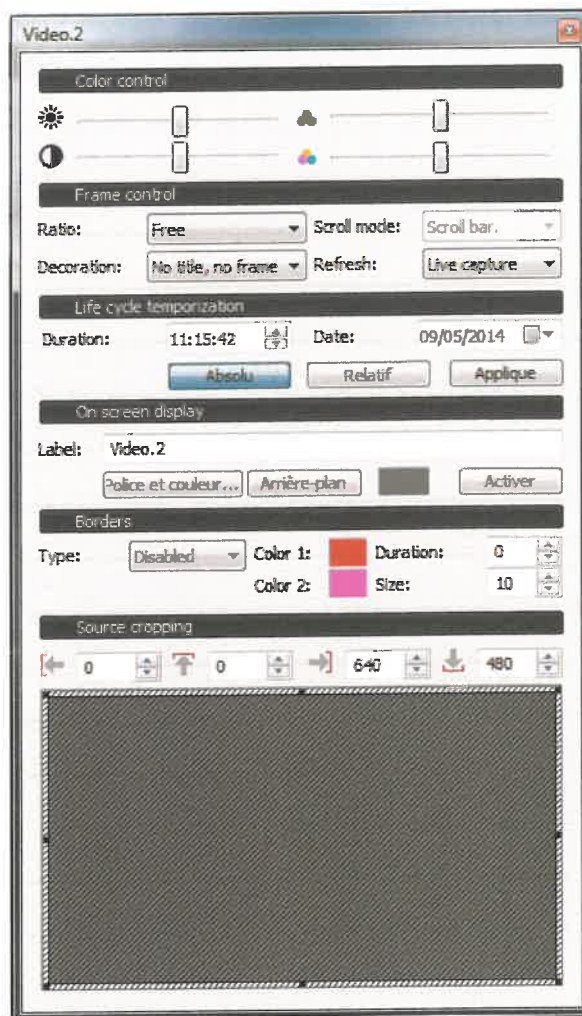 Video.2
Color control
Frame control
Ratio: Free Scroll mode: Scroll bar.
Decoration: No title, no frame Refresh: Live capture
Life cycle temporization
Duration: 11:15:42 Date: 09/05/2014
Absolu Relatif Applique
On screen display
Label: Video.2
Police et couleur... Arrière-plan Activer
Borders
Type: Disabled Color 1: Duration: 0
Color 2: Size: 10
Source cropping
0 0 640 480